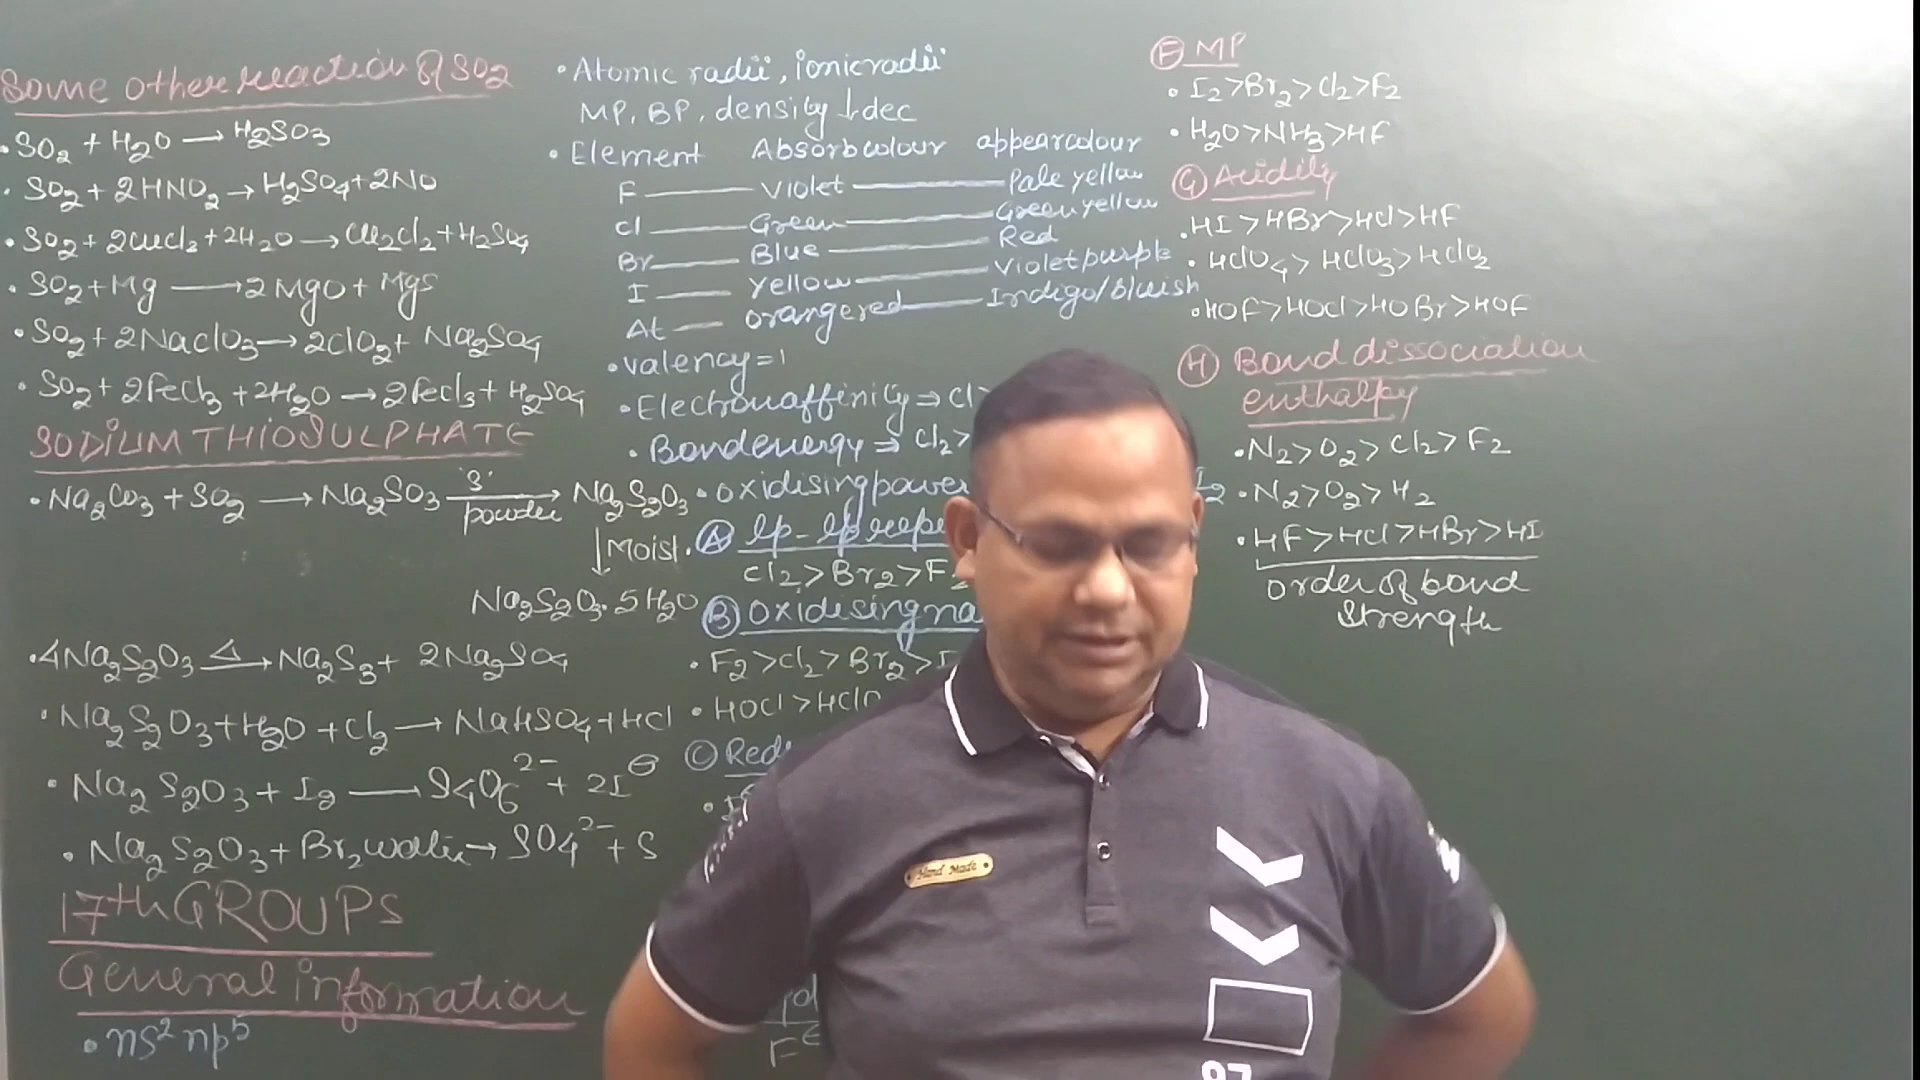 Some other reaction of SO2
• SO2 + H2O → H2SO3
• SO2 + 2HNO2 → H2SO4 + 2NO
• SO2 + 2CuCl2 + 2H2O → Cu2Cl2 + H2SO4
• SO2 + Mg → 2MgO + MgS
• SO2 + 2NaClO3 → 2ClO2 + Na2SO4
• SO2 + 2FeCl3 + 2H2O → 2FeCl3 + H2SO4
SODIUM THIOSULPHATE
• Na2CO3 + SO2 → Na2SO3 S powder → Na2S2O3
↓ Moist.
Na2S2O3.5H2O
• 4Na2S2O3 Δ→ Na2S3 + 2Na2SO4
• Na2S2O3 + H2O + Cl2 → NaHSO4 + HCl
• Na2S2O3 + I2 → S4O6 2- + 2I⊖
• Na2S2O3 + Br2 water → SO4 2- + S
17th GROUPS
General information
• ns2 np5
• Atomic radii, ionic radii
MP, BP, density ↓ dec
• Element Absorb colour appear colour
F — Violet — Pale yellow
Cl — Green — Green yellow
Br — Blue — Red
I — Yellow — Violet purple
At — orange red — Indigo/bluish
• Valency = 1
• Electron affinity ⇒ Cl >
• Bond energy ⇒ Cl2 >
• oxidising power I2
(A) lp - lp
Cl2 > Br2 > F2
(B) Oxidising
• F2 > Cl2 > Br2 > I
• HOCl >
(C)
(F) MP
• I2 > Br2 > Cl2 > F2
• H2O > NH3 > HF
(G) Acidity
• HI > HBr > HCl > HF
• HClO4 > HClO3 > HClO2
• HOF > HOCl > HOBr > HOF
(H) Bond dissociation
enthalpy
• N2 > O2 > Cl2 > F2
• N2 > O2 > H2
• HF > HCl > HBr > HI
order of bond
strength
Hand Made
97